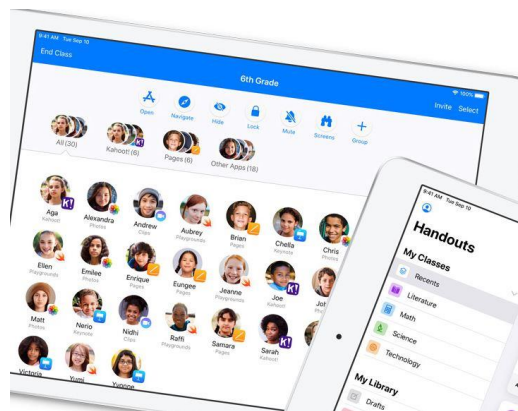 9:41 AM Tue Sep 10
100%
End Class
6th Grade
Invite Select
Open Navigate Hide Lock Mute Screens Group
All (30) Kahoot! (6) Pages (6) Other Apps (18)
Aga Alexandra Andrew Aubrey Brian Chella Chris
Kahoot! Photos Clips Playgrounds Pages Keynote Photos
Ellen Emilee Enrique Eungee Jeanne Joe
Playgrounds Photos Pages Pages Playgrounds Kahoot!
Matt Nerio Nidhi Raffi Samara Sarah
Photos Keynote Clips Playgrounds Pages Kahoot!
Victoria Yumi Yvonne
9:41 AM Tue Sep 10
Handouts
My Classes
Recents
Literature
Math
Science
Technology
My Library
Drafts